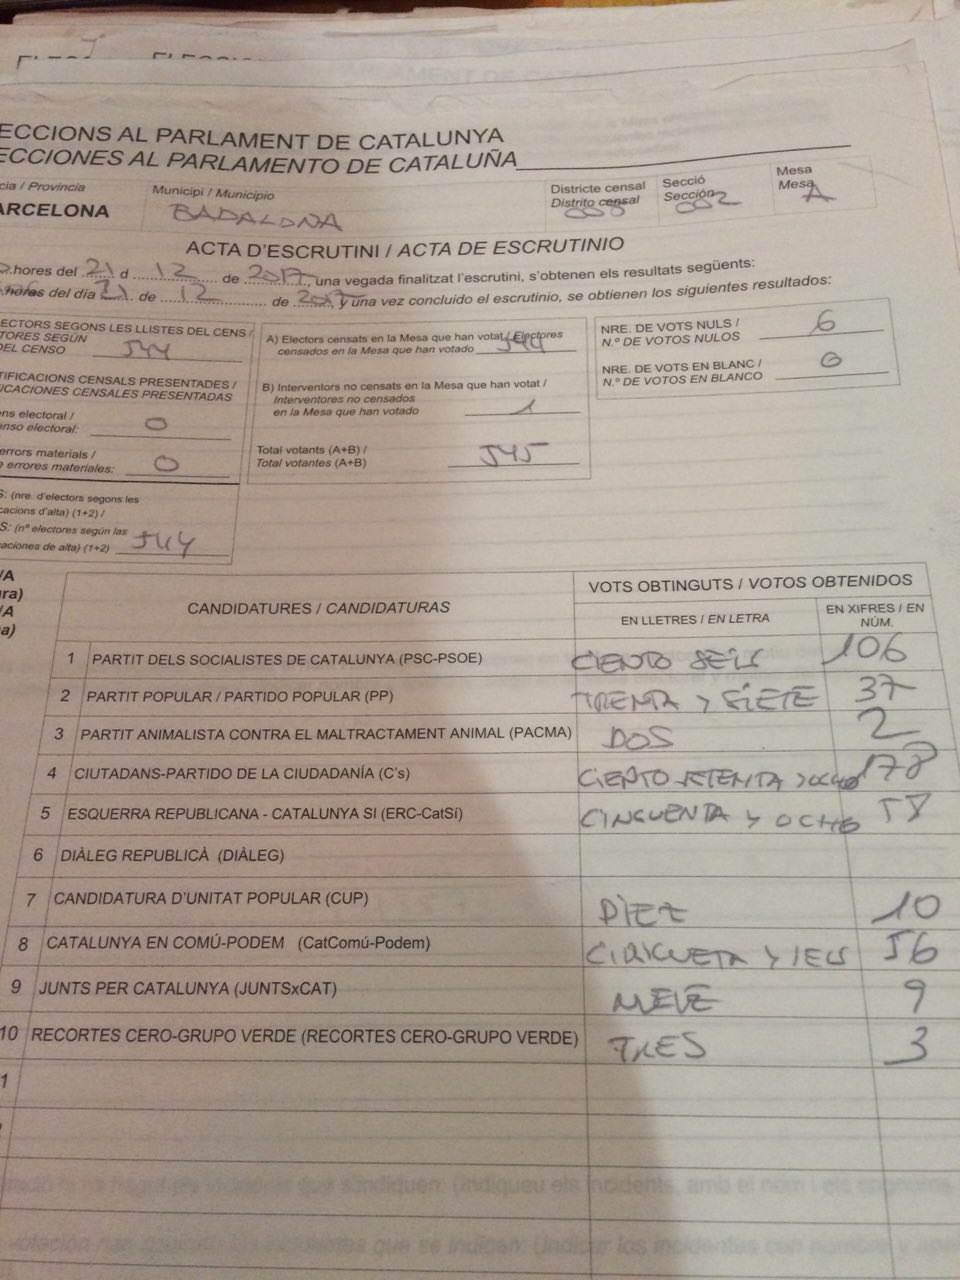 ECCIONS AL PARLAMENT DE CATALUNYA
ECCIONES AL PARLAMENTO DE CATALUÑA
cia / Provincia
ARCELONA
Municipi / Municipio
BADALONA
Districte censal
Distrito censal
Secció
Sección
002
Mesa
Mesa
A
ACTA D'ESCRUTINI / ACTA DE ESCRUTINIO
hores del 21 d 12 de 2017, una vegada finalitzat l'escrutini, s'obtenen els resultats següents:
horas del día 21 de 12 de 2017, y una vez concluido el escrutinio, se obtienen los siguientes resultados:
ECTORS SEGONS LES LLISTES DEL CENS /
TORES SEGÚN
DEL CENSO 544
TIFICACIONS CENSALS PRESENTADES /
ICACIONES CENSALES PRESENTADAS
ens electoral /
enso electoral: 0
errors materials /
e errores materiales: 0
S: (nre. d'electors segons les
cacions d'alta) (1+2) /
S: (nº electores según las
caciones de alta) (1+2) 544
A) Electors censats en la Mesa que han votat / Electores
censados en la Mesa que han votado 544
B) Interventors no censats en la Mesa que han votat /
Interventores no censados
en la Mesa que han votado 1
Total votants (A+B) /
Total votantes (A+B) 545
NRE. DE VOTS NULS /
N.º DE VOTOS NULOS 6
NRE. DE VOTS EN BLANC /
N.º DE VOTOS EN BLANCO 0
/A
ura)
/A
a)
CANDIDATURES / CANDIDATURAS
VOTS OBTINGUTS / VOTOS OBTENIDOS
EN LLETRES / EN LETRA
EN XIFRES / EN
NÚM.
1 PARTIT DELS SOCIALISTES DE CATALUNYA (PSC-PSOE) CIENTO SEIS 106
2 PARTIT POPULAR / PARTIDO POPULAR (PP) TRENTA Y SIETE 37
3 PARTIT ANIMALISTA CONTRA EL MALTRACTAMENT ANIMAL (PACMA) DOS 2
4 CIUTADANS-PARTIDO DE LA CIUDADANÍA (C's) CIENTO SETENTA Y OCHO 178
5 ESQUERRA REPUBLICANA - CATALUNYA SI (ERC-CatSí) CINCUENTA Y OCHO 58
6 DIÀLEG REPUBLICÀ (DIÀLEG)
7 CANDIDATURA D'UNITAT POPULAR (CUP) DIEZ 10
8 CATALUNYA EN COMÚ-PODEM (CatComú-Podem) CINCUETA Y SEIS 56
9 JUNTS PER CATALUNYA (JUNTSxCAT) NUEVE 9
10 RECORTES CERO-GRUPO VERDE (RECORTES CERO-GRUPO VERDE) TRES 3
1